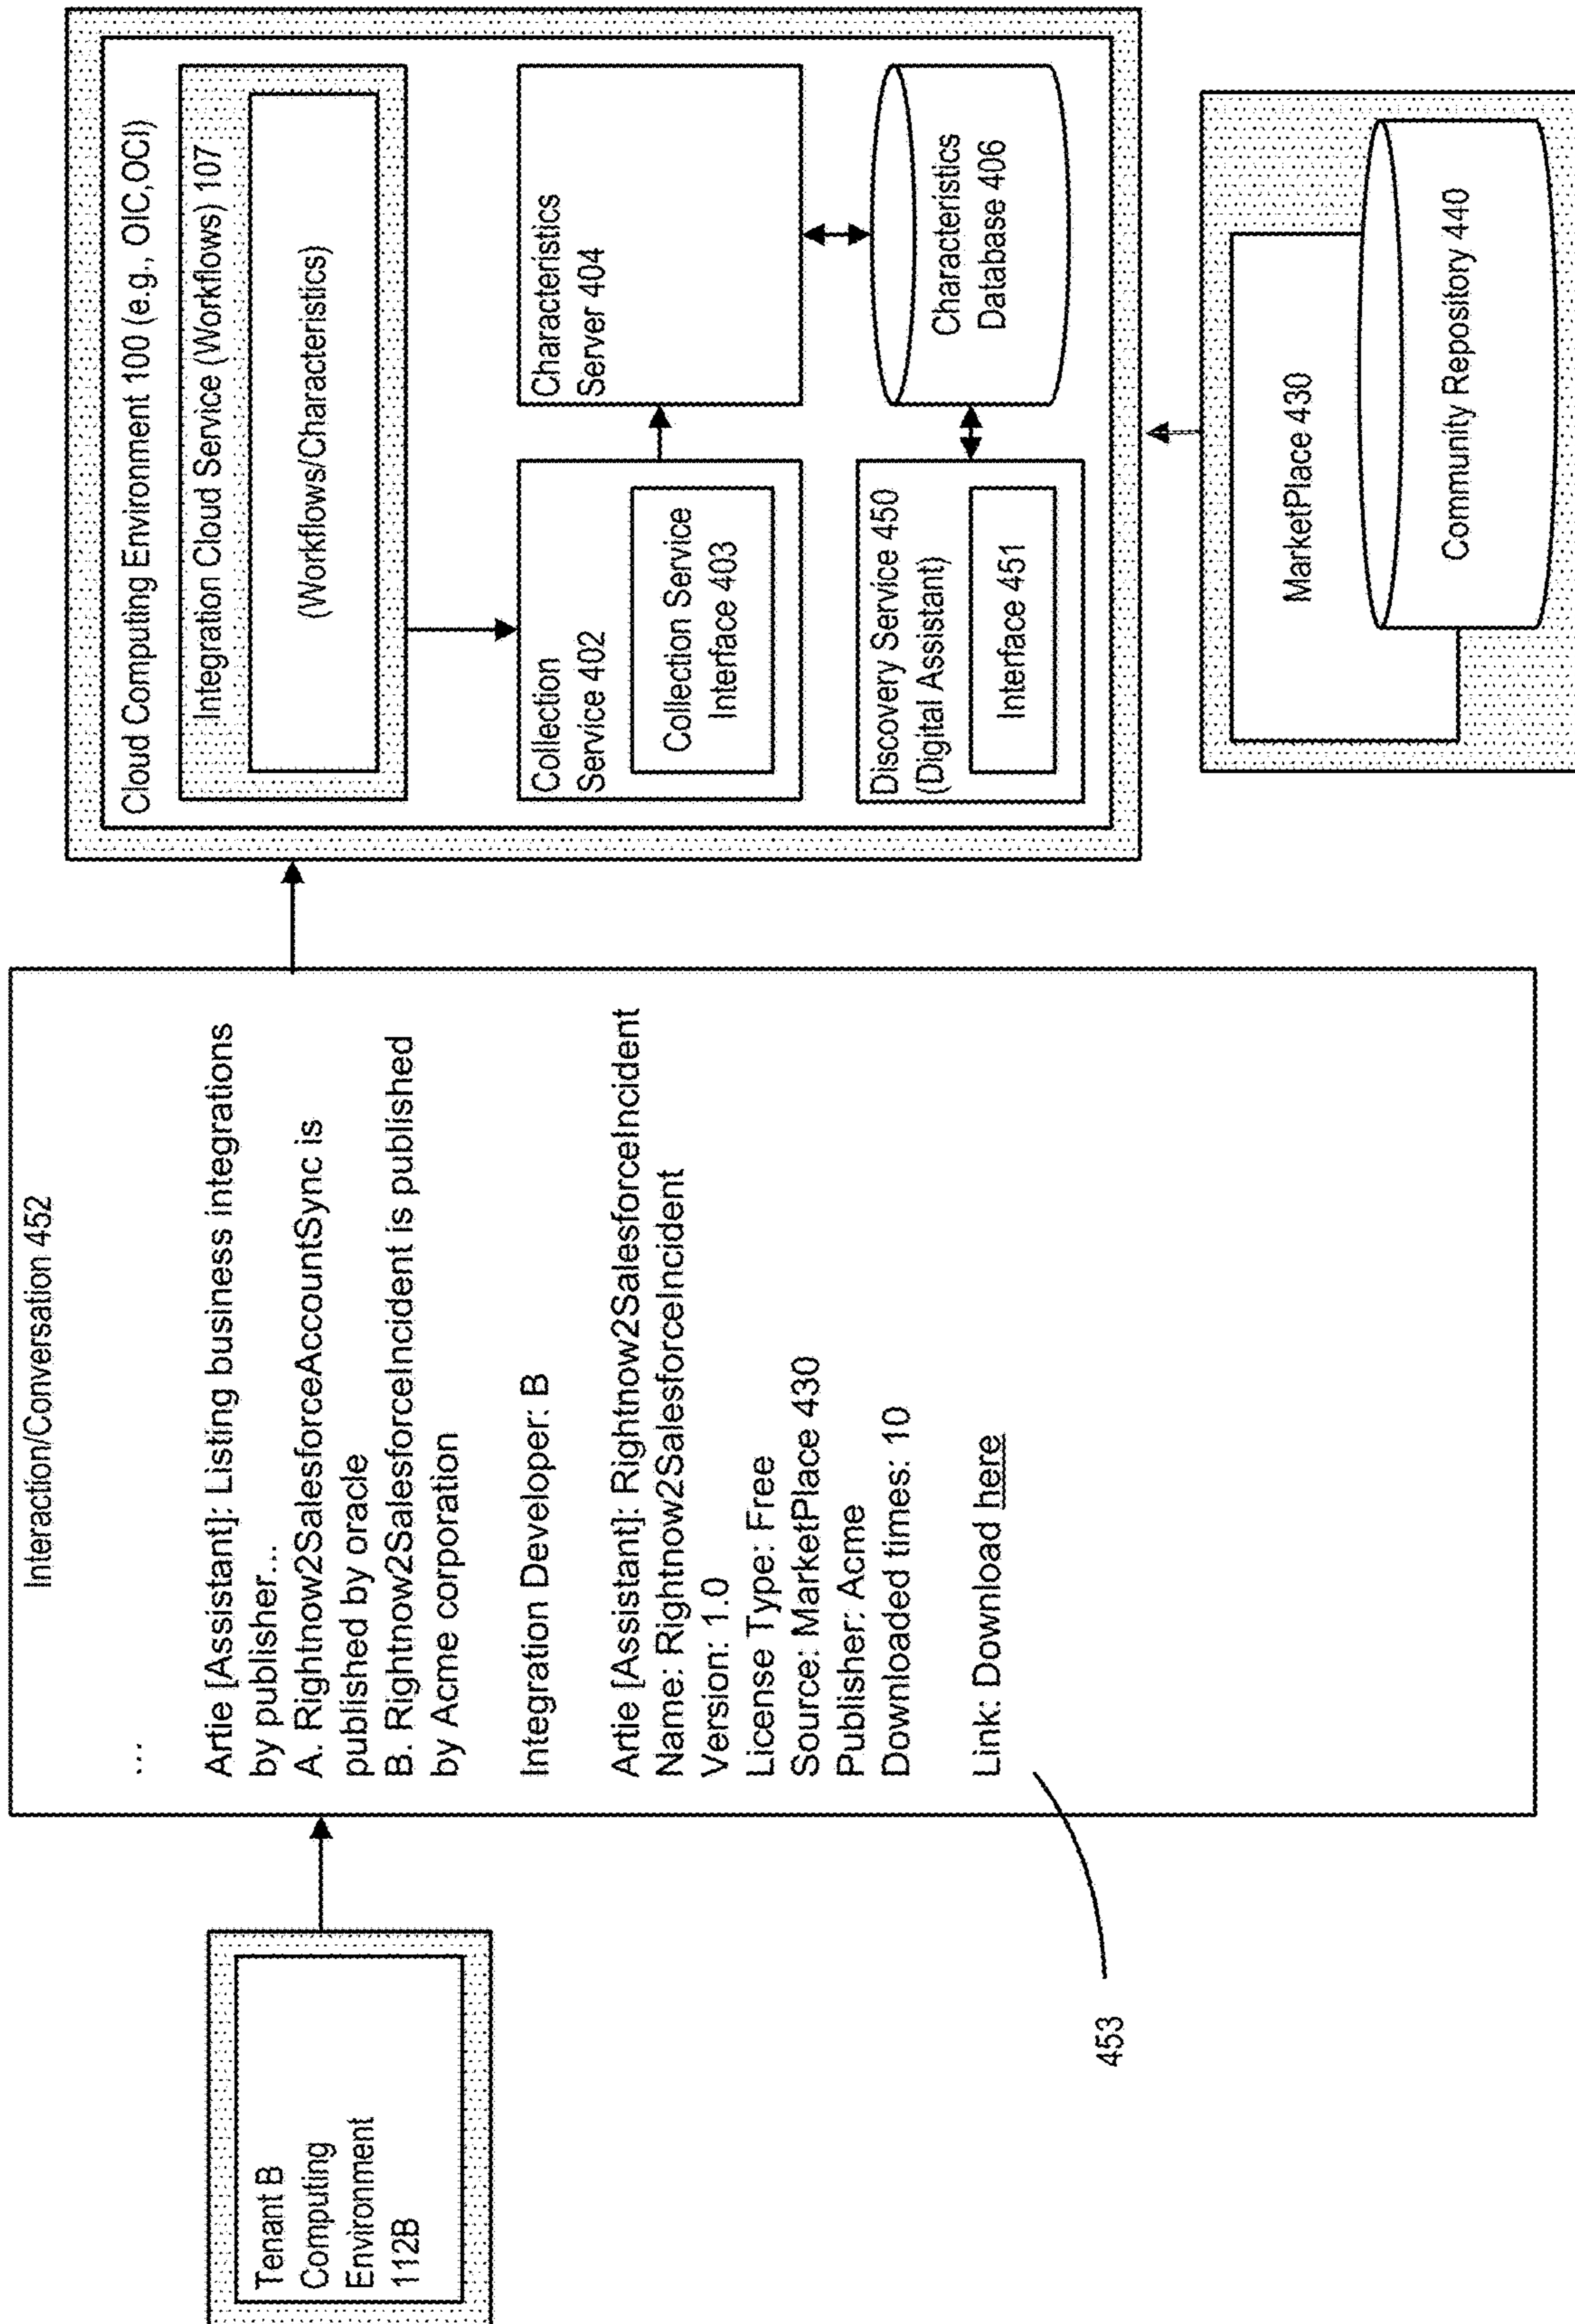 Tenant B
Computing
Environment
112B
Interaction/Conversation 452
...
Artie [Assistant]: Listing business integrations
by publisher...
A. Rightnow2SalesforceAccountSync is
published by oracle
B. Rightnow2SalesforceIncident is published
by Acme corporation
Integration Developer: B
Artie [Assistant]: Rightnow2SalesforceIncident
Name: Rightnow2SalesforceIncident
Version: 1.0
License Type: Free
Source: MarketPlace 430
Publisher: Acme
Downloaded times: 10
Link: Download here
453
Cloud Computing Environment 100 (e.g., OIC,OCI)
Integration Cloud Service (Workflows) 107
(Workflows/Characteristics)
Collection
Service 402
Collection Service
Interface 403
Characteristics
Server 404
Discovery Service 450
(Digital Assistant)
Interface 451
Characteristics
Database 406
MarketPlace 430
Community Repository 440